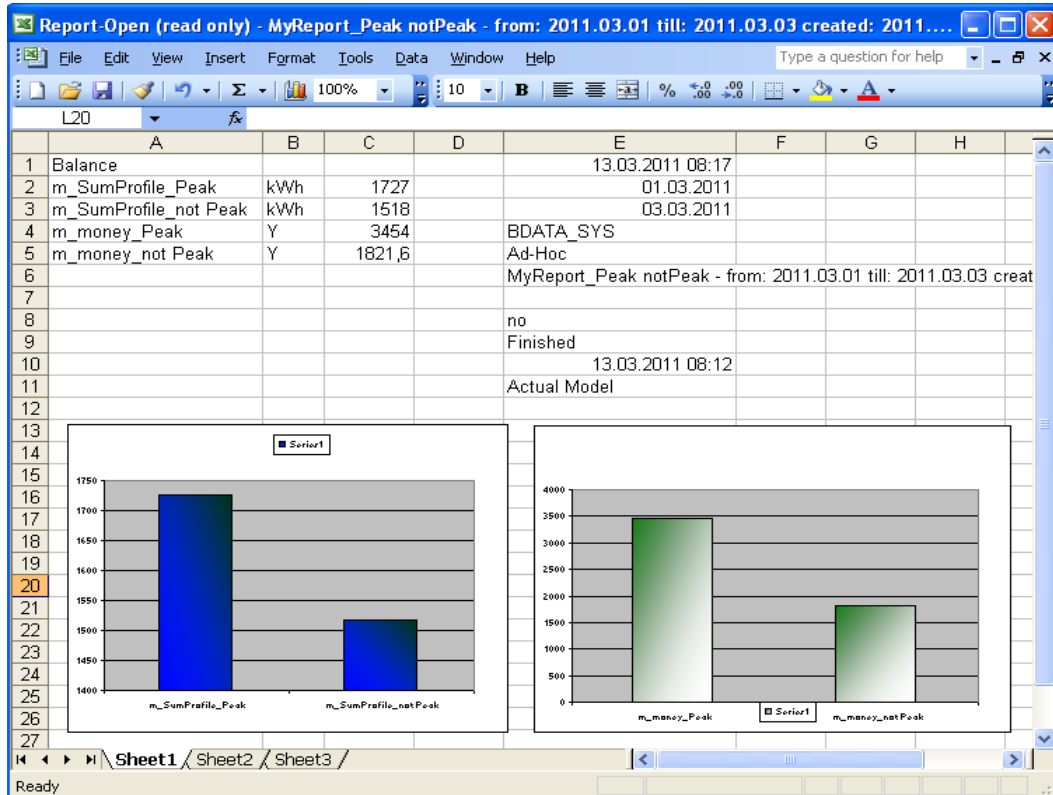 Report-Open (read only) - MyReport_Peak notPeak - from: 2011.03.01 till: 2011.03.03 created: 2011....
File Edit View Insert Format Tools Data Window Help Type a question for help
Σ 100% 10 B %
L20 fx
A B C D E F G H
1 Balance 13.03.2011 08:17
2 m_SumProfile_Peak kWh 1727 01.03.2011
3 m_SumProfile_not Peak kWh 1518 03.03.2011
4 m_money_Peak Y 3454 BDATA_SYS
5 m_money_not Peak Y 1821,6 Ad-Hoc
6 MyReport_Peak notPeak - from: 2011.03.01 till: 2011.03.03 creat
7
8 no
9 Finished
10 13.03.2011 08:12
11 Actual Model
12
13
14
15
16
17
18
19
20
21
22
23
24
25
26
27
Series1
1750
1700
1650
1600
1550
1500
1450
1400
m_SumProfile_Peak m_SumProfile_notPeak
4000
3500
3000
2500
2000
1500
1000
500
0
m_money_Peak Series1 m_money_notPeak
Sheet1 / Sheet2 / Sheet3 /
Ready